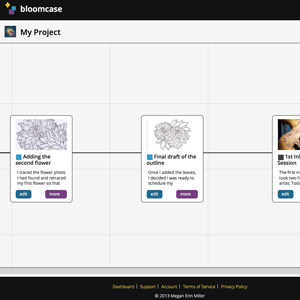 bloomcase
My Project
Adding the
second flower
I traced the flower photo
I had found and retraced
my first flower so that
edit
more
Final draft of the
outline
Once I added the leaves,
I decided I was ready to
schedule my
edit
more
1st In
Session
The first in
took two h
artist, Tod
edit
Dashboard | Support | Account | Terms of Service | Privacy Policy
© 2013 Megan Erin Miller